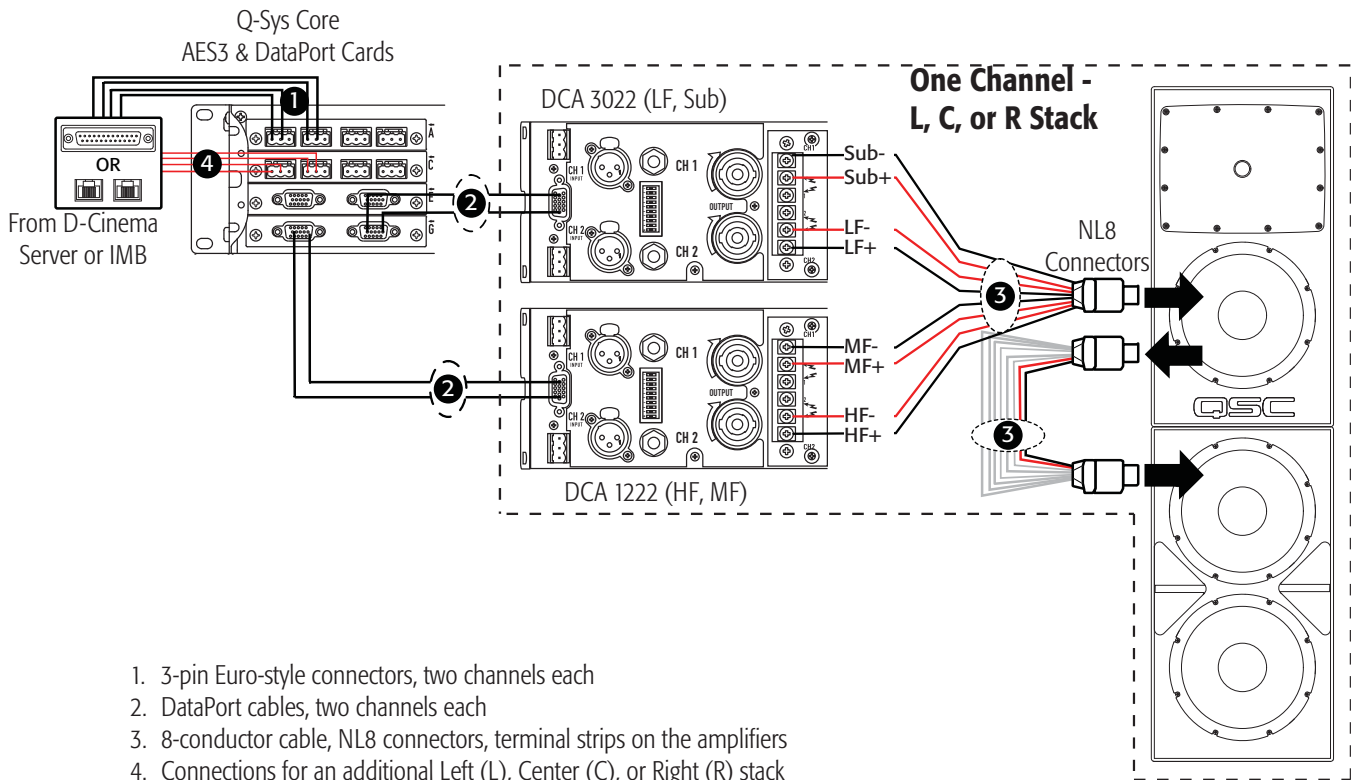 Q-Sys Core
AES3 & DataPort Cards
1
OR
4
From D-Cinema
Server or IMB
A
C
E
G
2
2
One Channel -
L, C, or R Stack
DCA 3022 (LF, Sub)
CH 1
INPUT
CH 2
INPUT
CH 1
OUTPUT
CH 2
CH1
CH2
Sub-
Sub+
LF-
LF+
CH 1
INPUT
CH 2
INPUT
CH 1
OUTPUT
CH 2
CH1
CH2
MF-
MF+
HF-
HF+
DCA 1222 (HF, MF)
3
3
NL8
Connectors
QSC
1. 3-pin Euro-style connectors, two channels each
2. DataPort cables, two channels each
3. 8-conductor cable, NL8 connectors, terminal strips on the amplifiers
4. Connections for an additional Left (L), Center (C), or Right (R) stack